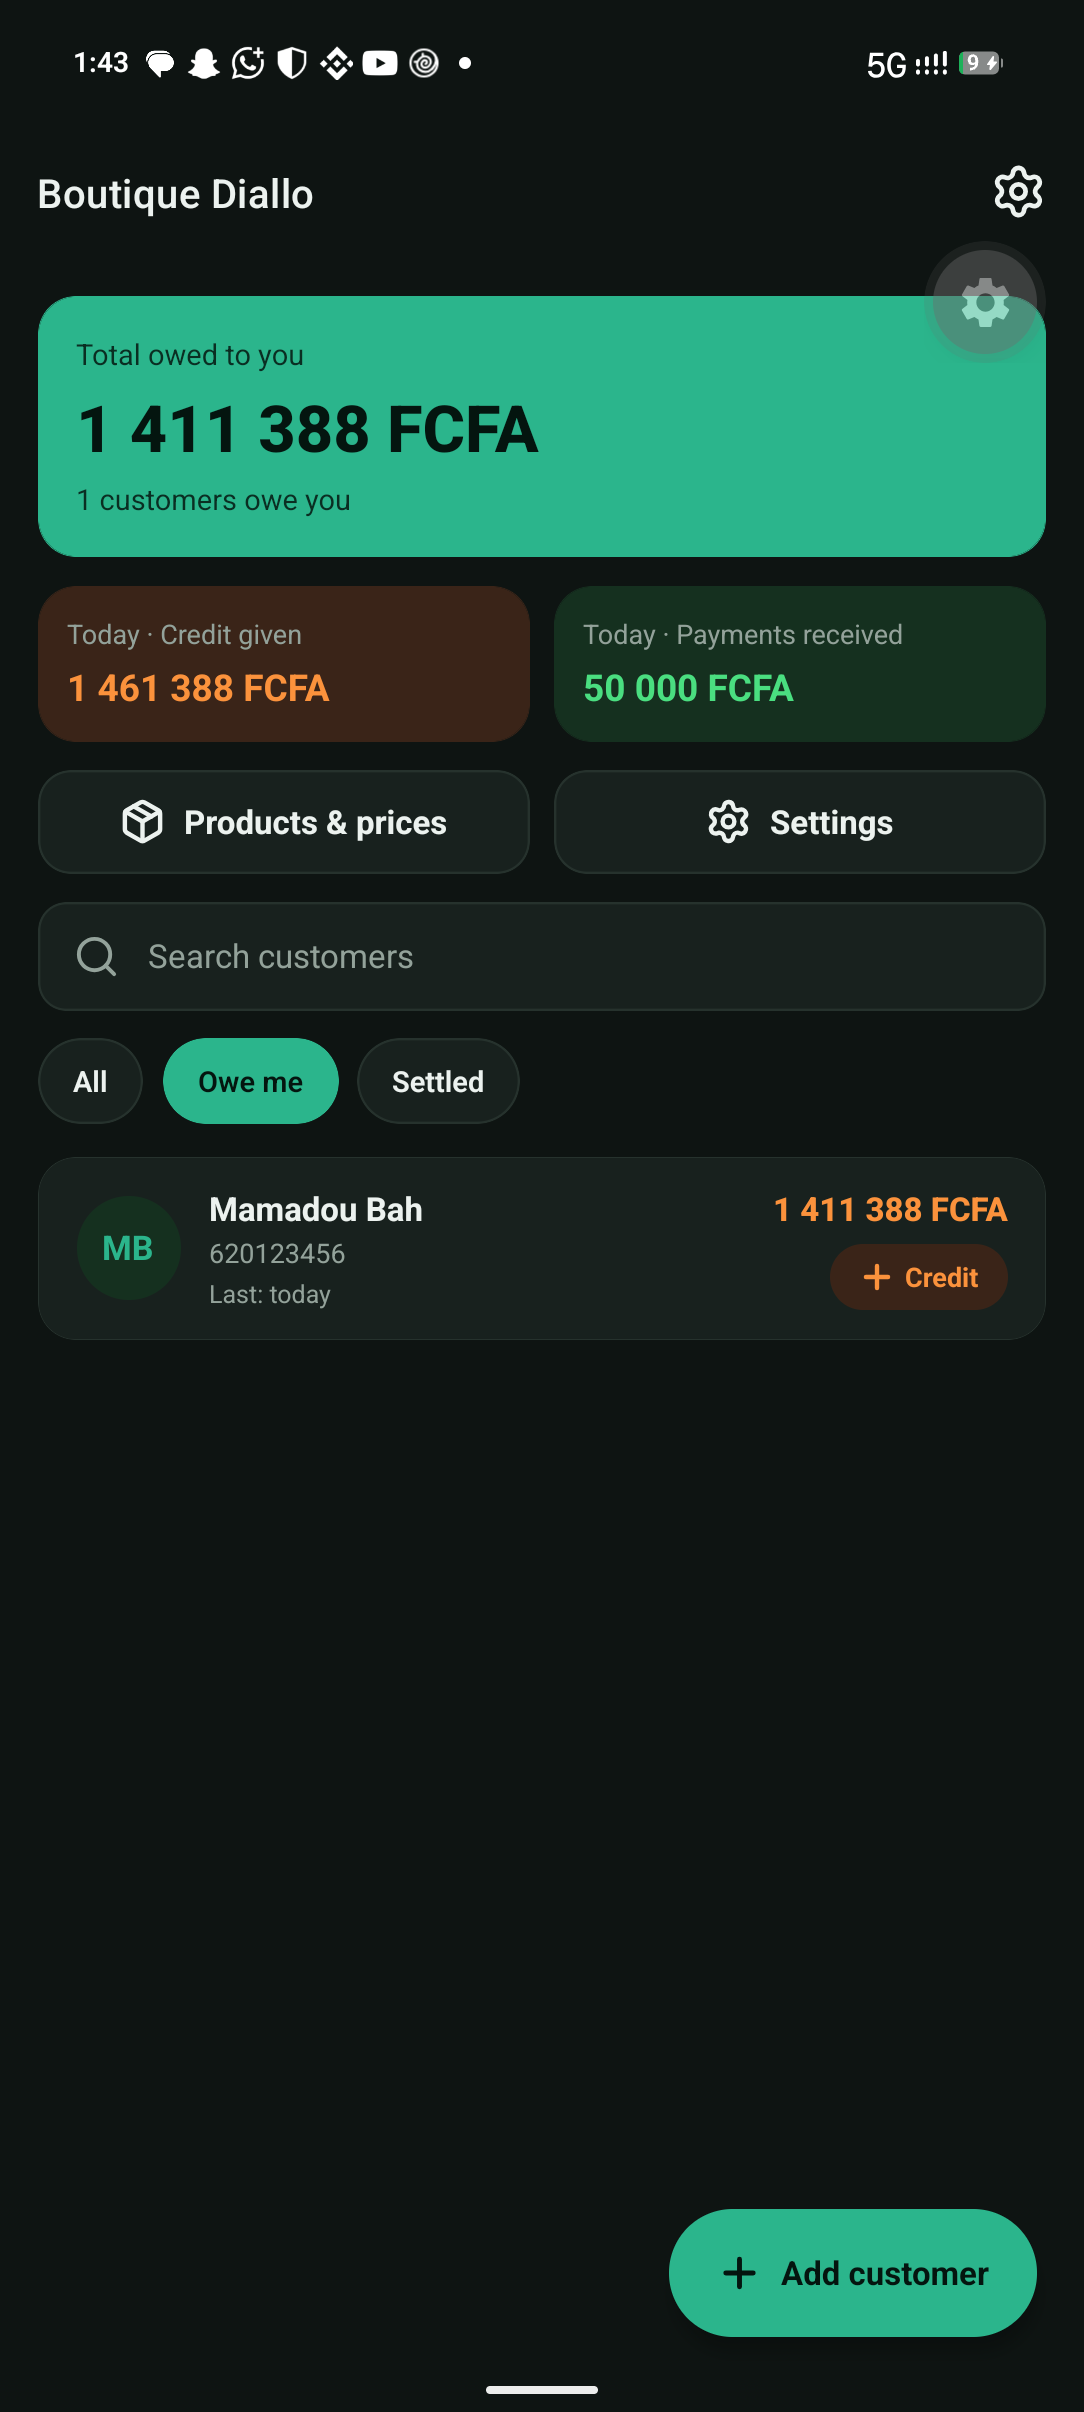 1:43
5G
9
Boutique Diallo
Total owed to you
1 411 388 FCFA
1 customers owe you
Today · Credit given
1 461 388 FCFA
Today · Payments received
50 000 FCFA
Products & prices
Settings
Search customers
All
Owe me
Settled
MB
Mamadou Bah
620123456
Last: today
1 411 388 FCFA
+ Credit
+ Add customer